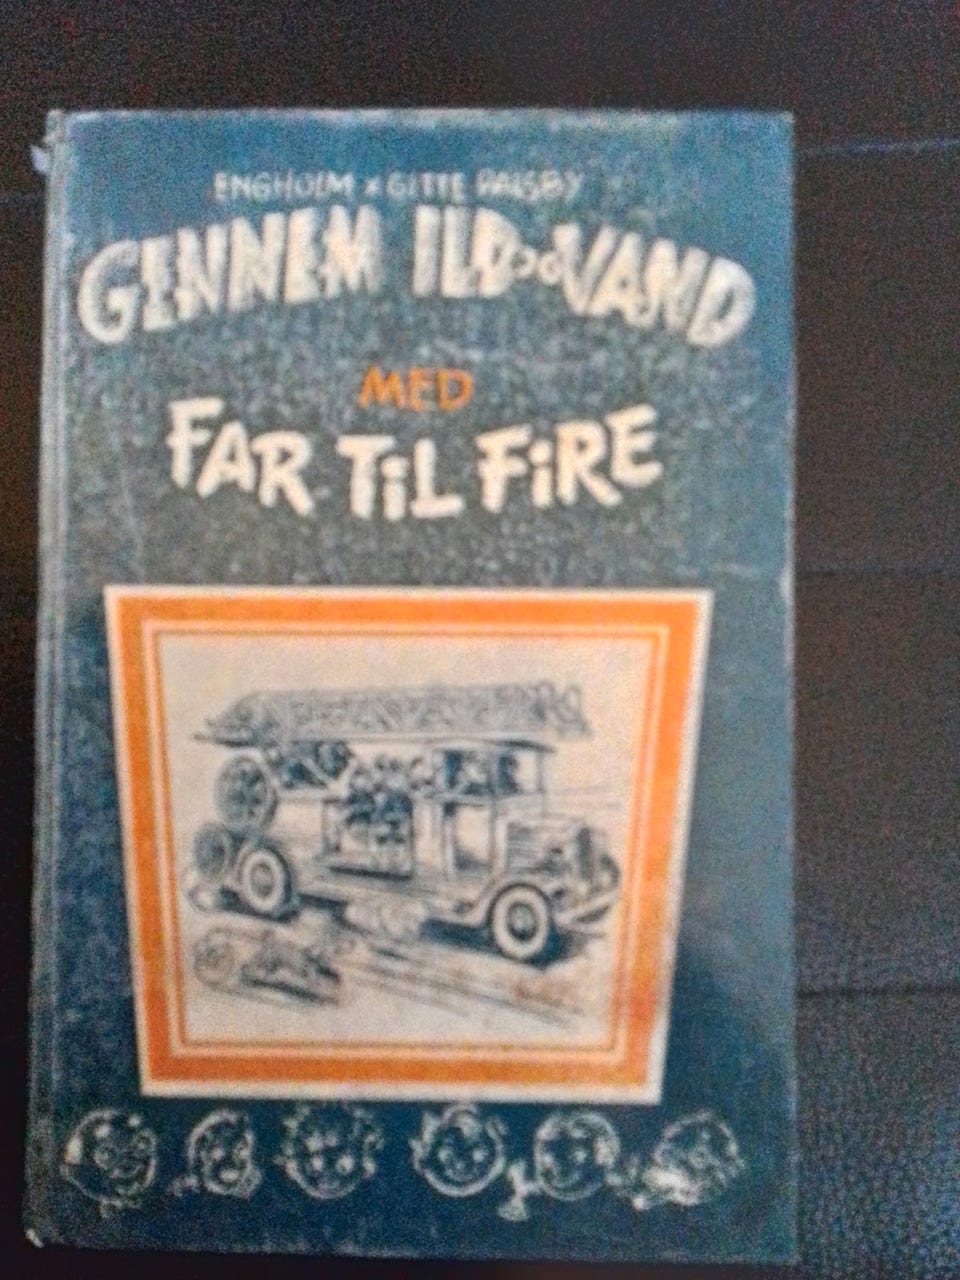 ENGHOLM x GITTE PALSBY
GENNEM ILD OG VAND
MED
FAR TIL FIRE